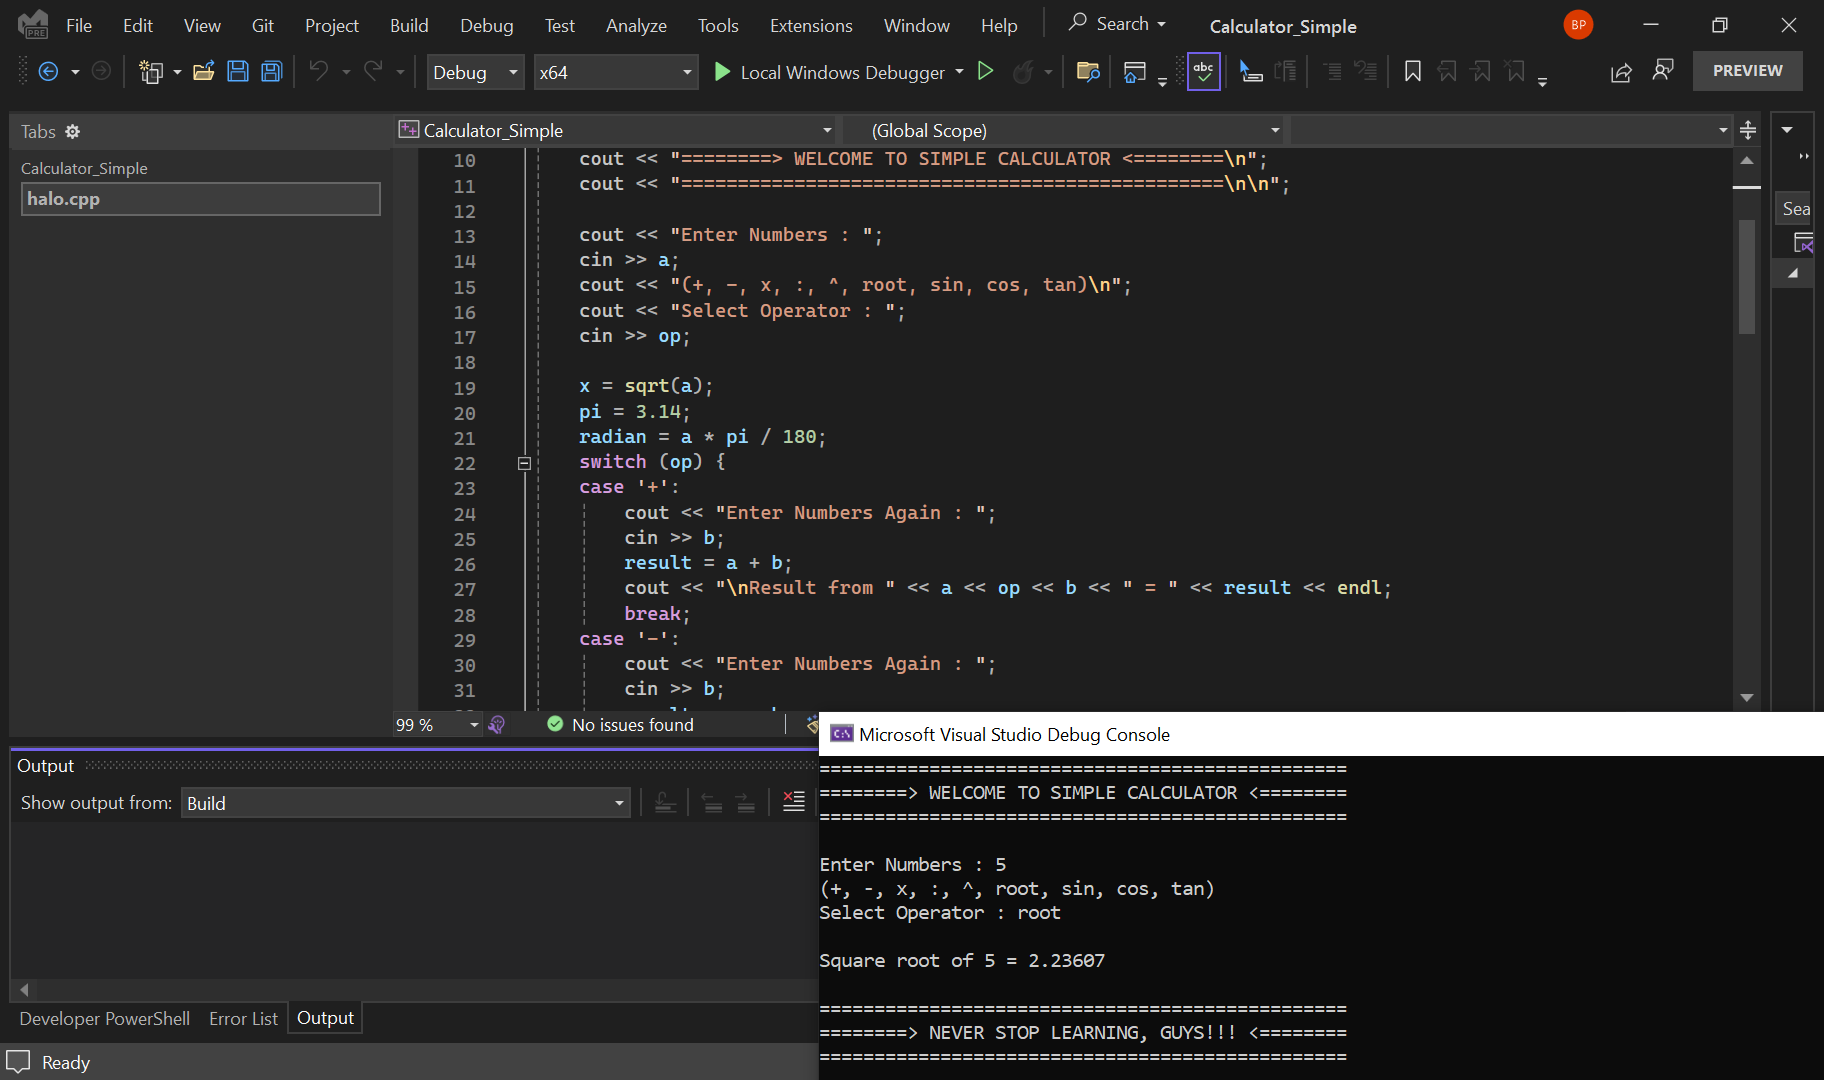 File Edit View Git Project Build Debug Test Analyze Tools Extensions Window Help Search Calculator_Simple BP
PRE
Debug x64 Local Windows Debugger abc PREVIEW
Tabs
Calculator_Simple
halo.cpp
Calculator_Simple (Global Scope)
10 cout << "========> WELCOME TO SIMPLE CALCULATOR <========\n";
11 cout << "================================================\n\n";
12
13 cout << "Enter Numbers : ";
14 cin >> a;
15 cout << "(+, -, x, :, ^, root, sin, cos, tan)\n";
16 cout << "Select Operator : ";
17 cin >> op;
18
19 x = sqrt(a);
20 pi = 3.14;
21 radian = a * pi / 180;
22 switch (op) {
23 case '+':
24 cout << "Enter Numbers Again : ";
25 cin >> b;
26 result = a + b;
27 cout << "\nResult from " << a << op << b << " = " << result << endl;
28 break;
29 case '-':
30 cout << "Enter Numbers Again : ";
31 cin >> b;
Sea
99 % No issues found
Output
Show output from: Build
Developer PowerShell Error List Output
Ready
Microsoft Visual Studio Debug Console
================================================
========> WELCOME TO SIMPLE CALCULATOR <========
================================================
Enter Numbers : 5
(+, -, x, :, ^, root, sin, cos, tan)
Select Operator : root
Square root of 5 = 2.23607
================================================
========> NEVER STOP LEARNING, GUYS!!! <========
================================================